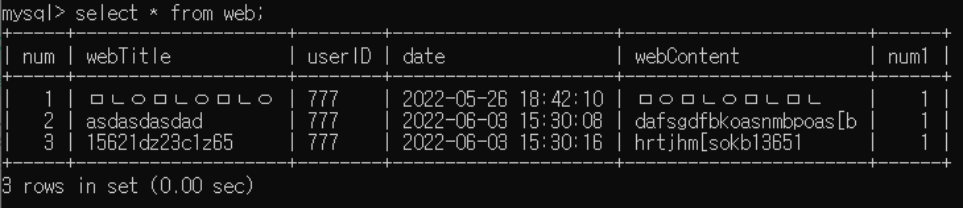 mysql> select * from web;
| num | webTitle | userID | date | webContent | num1 |
| 1 | ㅁㄴㅇㅁㄴㅇㅁㄴㅇ | 777 | 2022-05-26 18:42:10 | ㅁㅇㅁㄴㅇㅁㄴㅁㄴ | 1 |
| 2 | asdasdasdad | 777 | 2022-06-03 15:30:08 | dafsgdfbkoasnmbpoas[b | 1 |
| 3 | 15621dz23c1z65 | 777 | 2022-06-03 15:30:16 | hrtjhm[sokb13651 | 1 |
3 rows in set (0.00 sec)